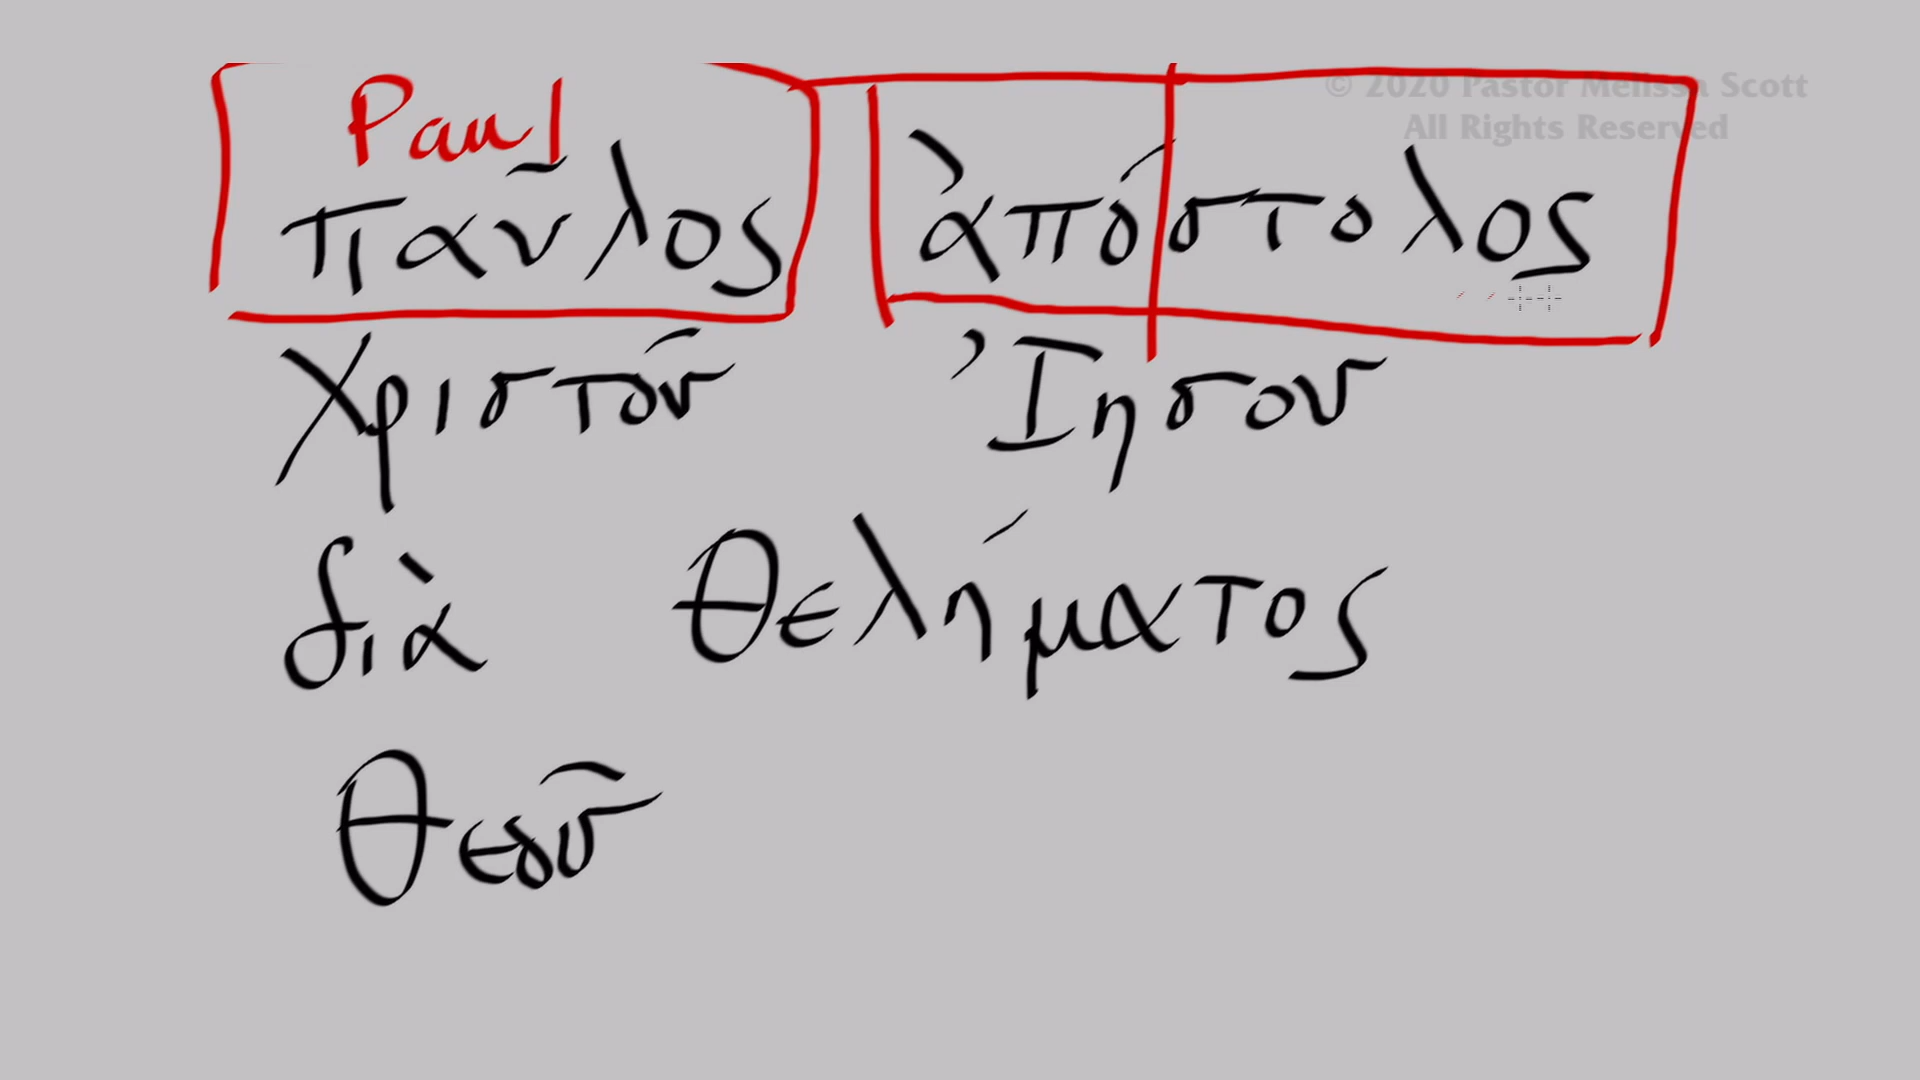 © 2020 Pastor Melissa Scott
All Rights Reserved
Paul
παῦλος ἀπόστολος
Χριστοῦ Ἰησου
διὰ θελήματος
θεοῦ